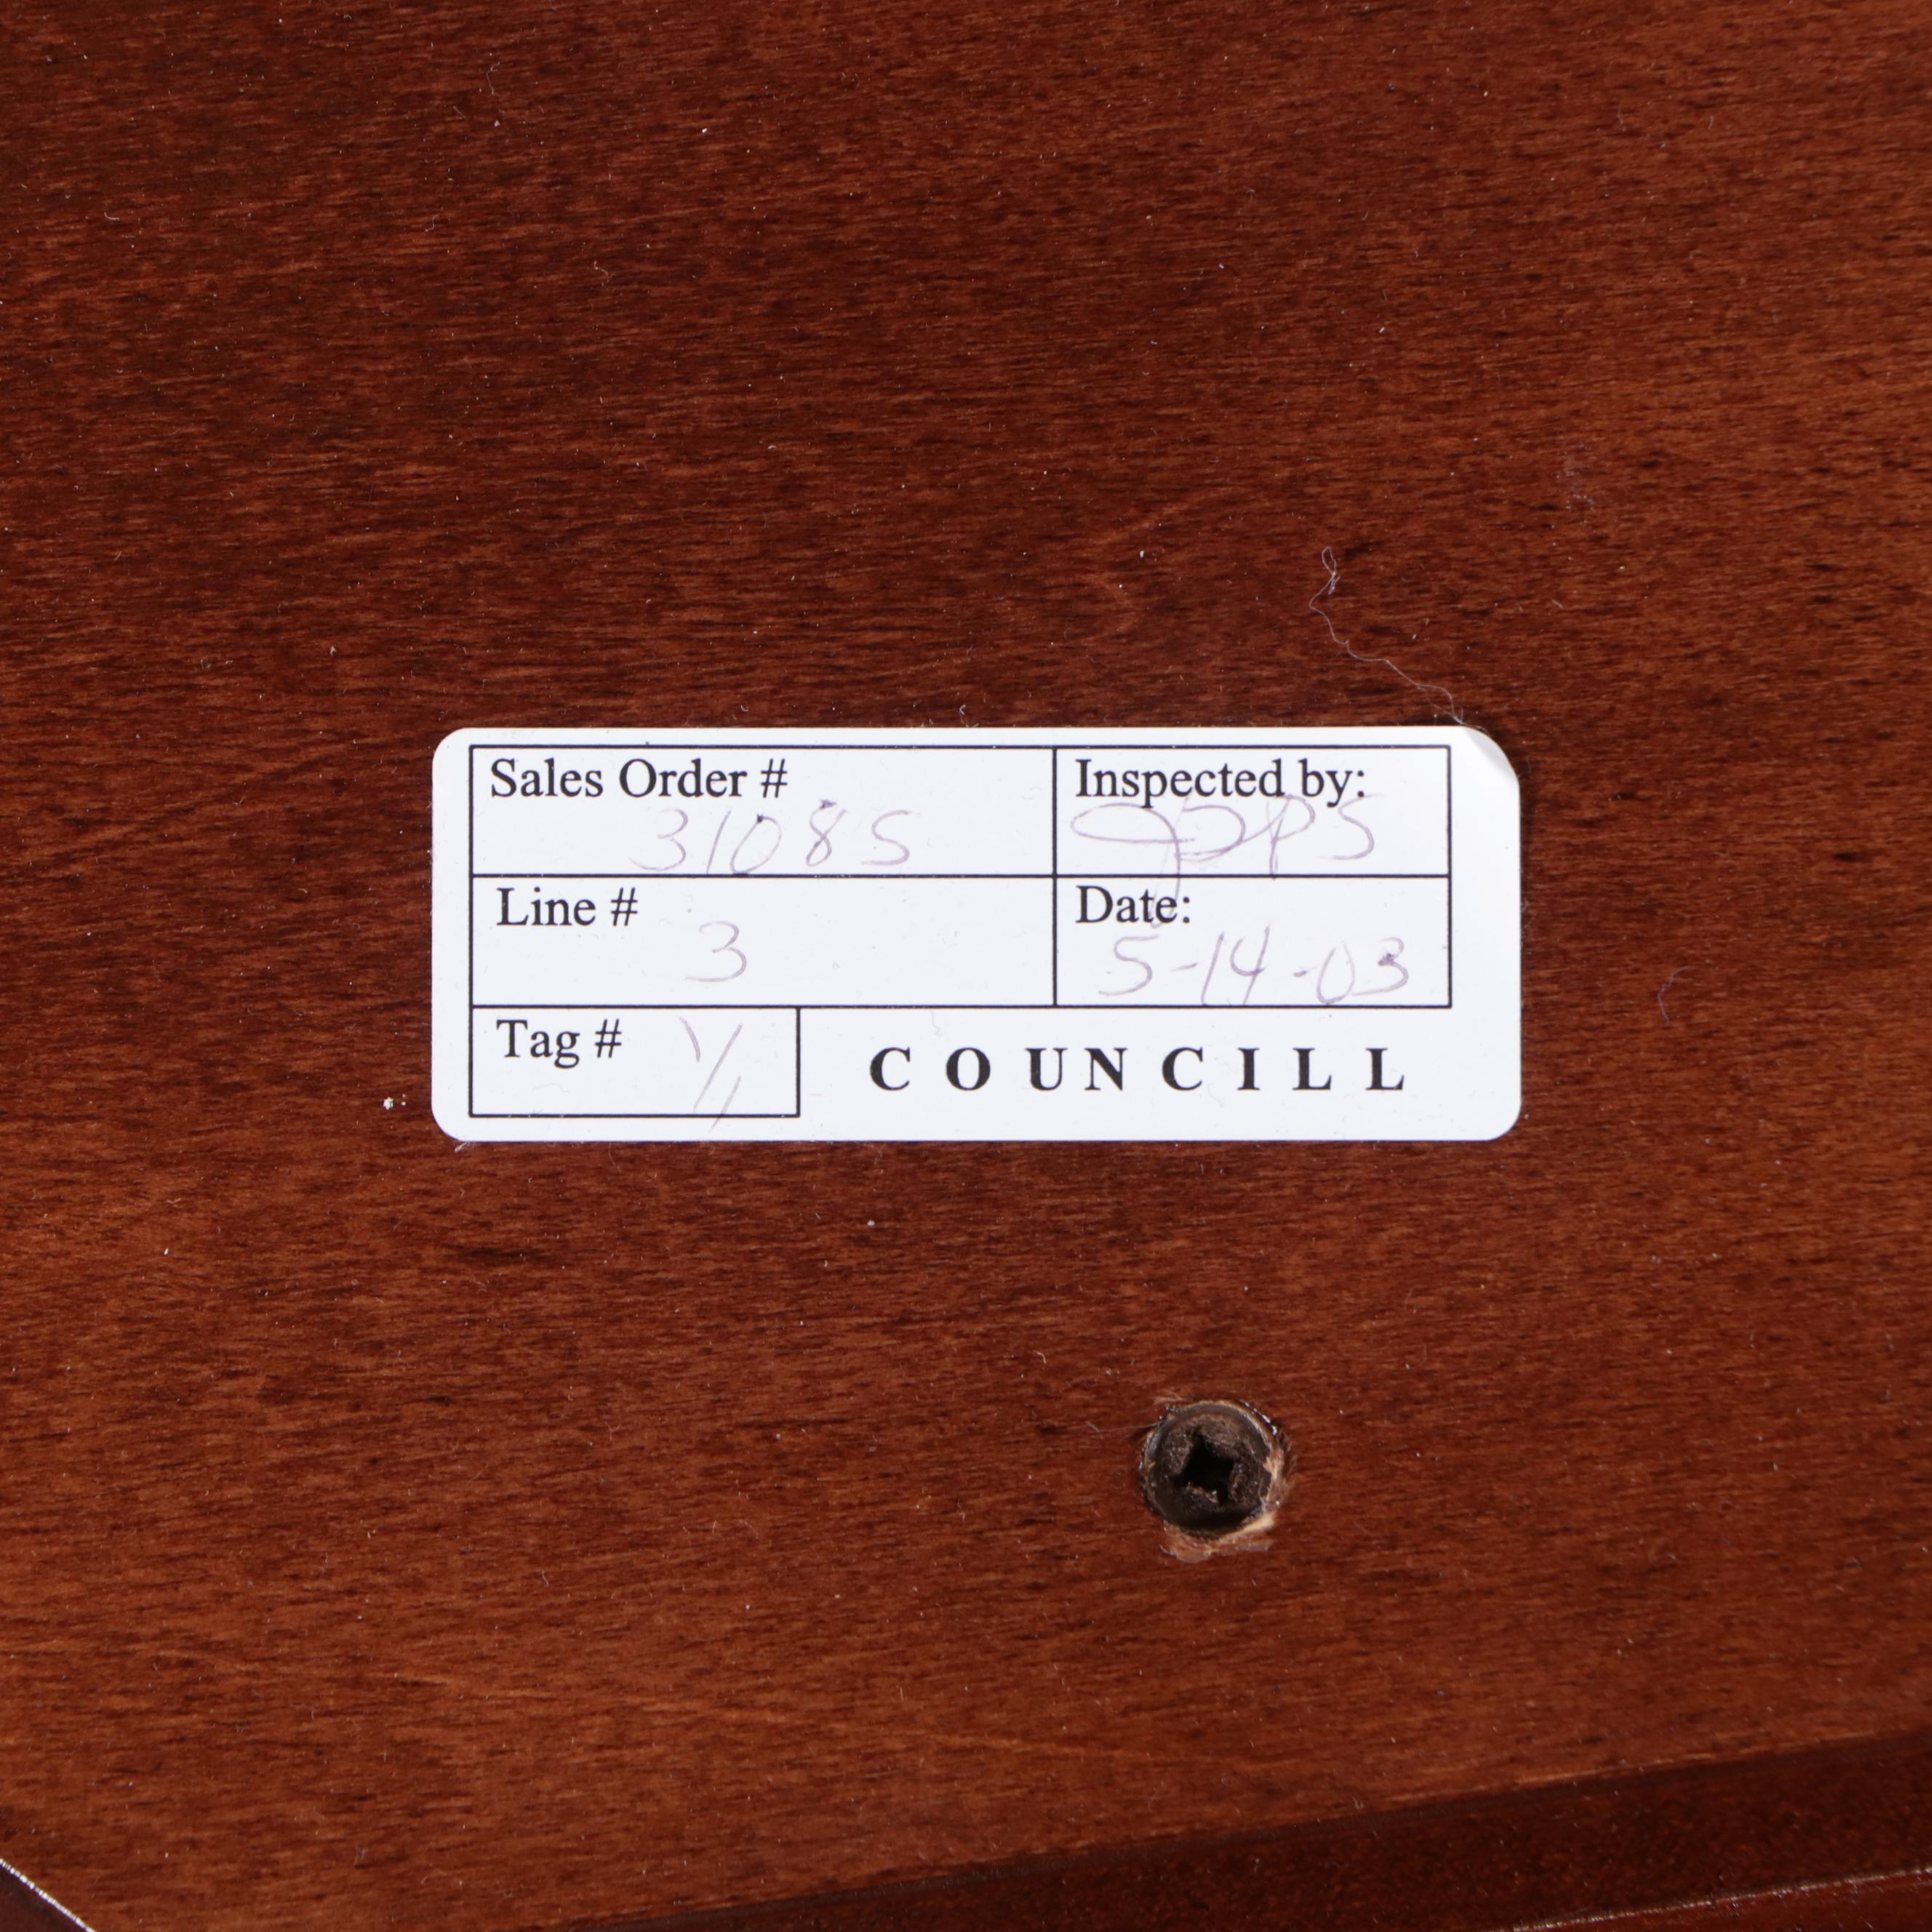 Sales Order #
31085
Inspected by:
Line #
3
Date:
5-14-03
Tag # 1/1
COUNCILL